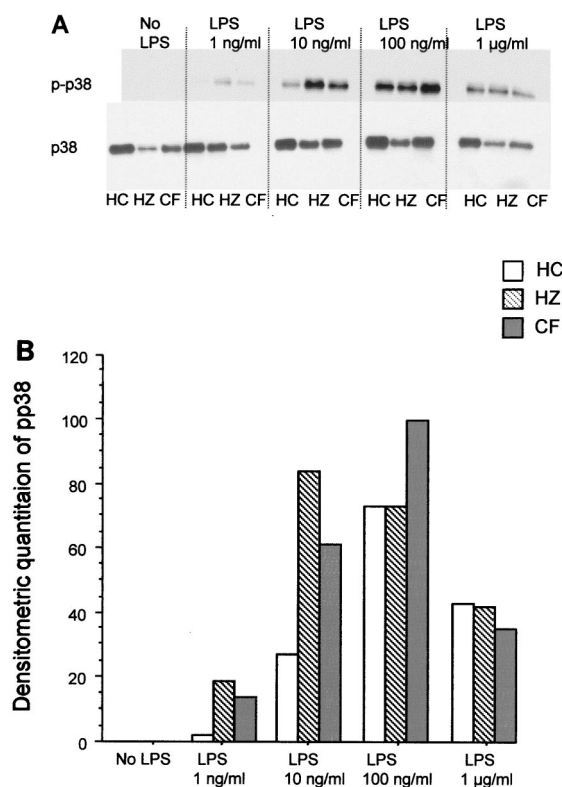 A
No LPS LPS LPS LPS
LPS 1 ng/ml 10 ng/ml 100 ng/ml 1 µg/ml
p-p38
p38
HC HZ CF HC HZ CF HC HZ CF HC HZ CF HC HZ CF
HC
HZ
CF
B
Densitometric quantitaion of pp38
120
100
80
60
40
20
0
No LPS LPS LPS LPS LPS
1 ng/ml 10 ng/ml 100 ng/ml 1 µg/ml